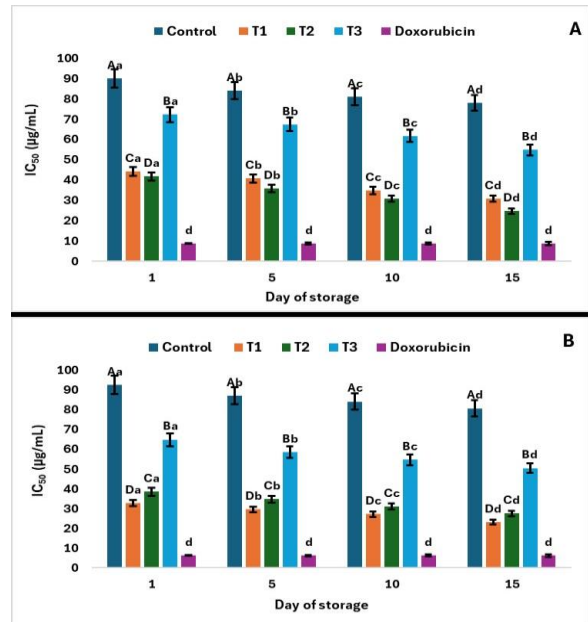 Control T1 T2 T3 Doxorubicin
A
100
90
80
70
60
50
40
30
20
10
0
IC50 (µg/mL)
Aa Ca Da Ba d
Ab Cb Db Bb d
Ac Cc Dc Bc d
Ad Cd Dd Bd d
1 5 10 15
Day of storage
Control T1 T2 T3 Doxorubicin
B
100
90
80
70
60
50
40
30
20
10
0
IC50 (µg/mL)
Aa Da Ca Ba d
Ab Db Cb Bb d
Ac Dc Cc Bc d
Ad Dd Cd Bd d
1 5 10 15
Day of storage